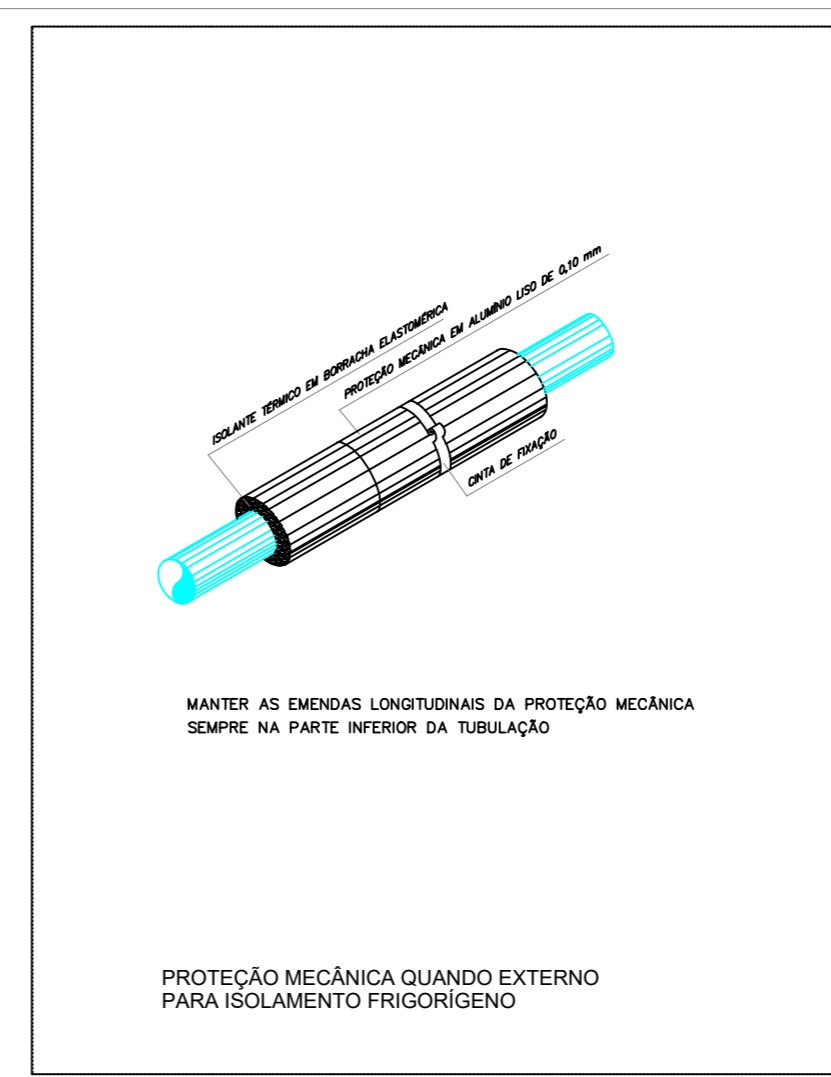 ISOLANTE TÉRMICO EM BORRACHA ELASTOMÉRICA
PROTEÇÃO MECÂNICA EM ALUMÍNIO LISO DE 0,10 mm
CINTA DE FIXAÇÃO
MANTER AS EMENDAS LONGITUDINAIS DA PROTEÇÃO MECÂNICA
SEMPRE NA PARTE INFERIOR DA TUBULAÇÃO
PROTEÇÃO MECÂNICA QUANDO EXTERNO
PARA ISOLAMENTO FRIGORÍGENO